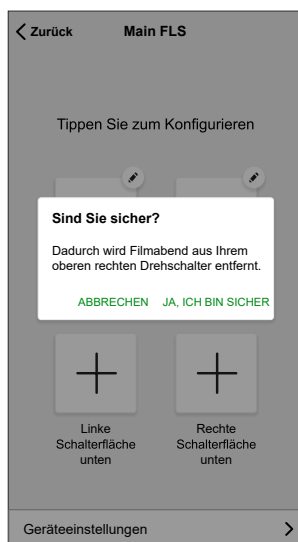 Zurück
Main FLS
Tippen Sie zum Konfigurieren
Sind Sie sicher?
Dadurch wird Filmabend aus Ihrem
oberen rechten Drehschalter entfernt.
ABBRECHEN JA, ICH BIN SICHER
Linke
Schalterfläche
unten
Rechte
Schalterfläche
unten
Geräteeinstellungen